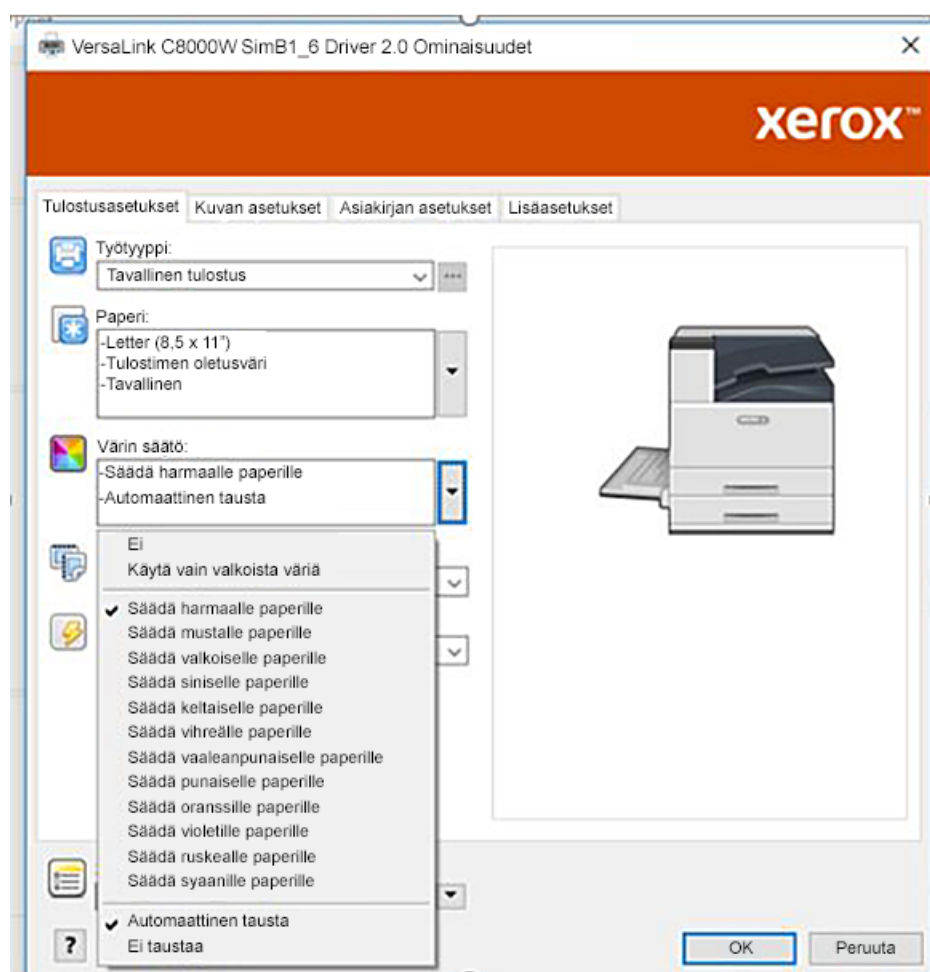 VersaLink C8000W SimB1_6 Driver 2.0 Ominaisuudet
xerox™
Tulostusasetukset Kuvan asetukset Asiakirjan asetukset Lisäasetukset
Työtyyppi:
Tavallinen tulostus
Paperi:
-Letter (8,5 x 11")
-Tulostimen oletusväri
-Tavallinen
Värin säätö:
-Säädä harmaalle paperille
-Automaattinen tausta
Ei
Käytä vain valkoista väriä
Säädä harmaalle paperille
Säädä mustalle paperille
Säädä valkoiselle paperille
Säädä siniselle paperille
Säädä keltaiselle paperille
Säädä vihreälle paperille
Säädä vaaleanpunaiselle paperille
Säädä punaiselle paperille
Säädä oranssille paperille
Säädä violetille paperille
Säädä ruskealle paperille
Säädä syaanille paperille
Automaattinen tausta
Ei taustaa
?
OK Peruuta